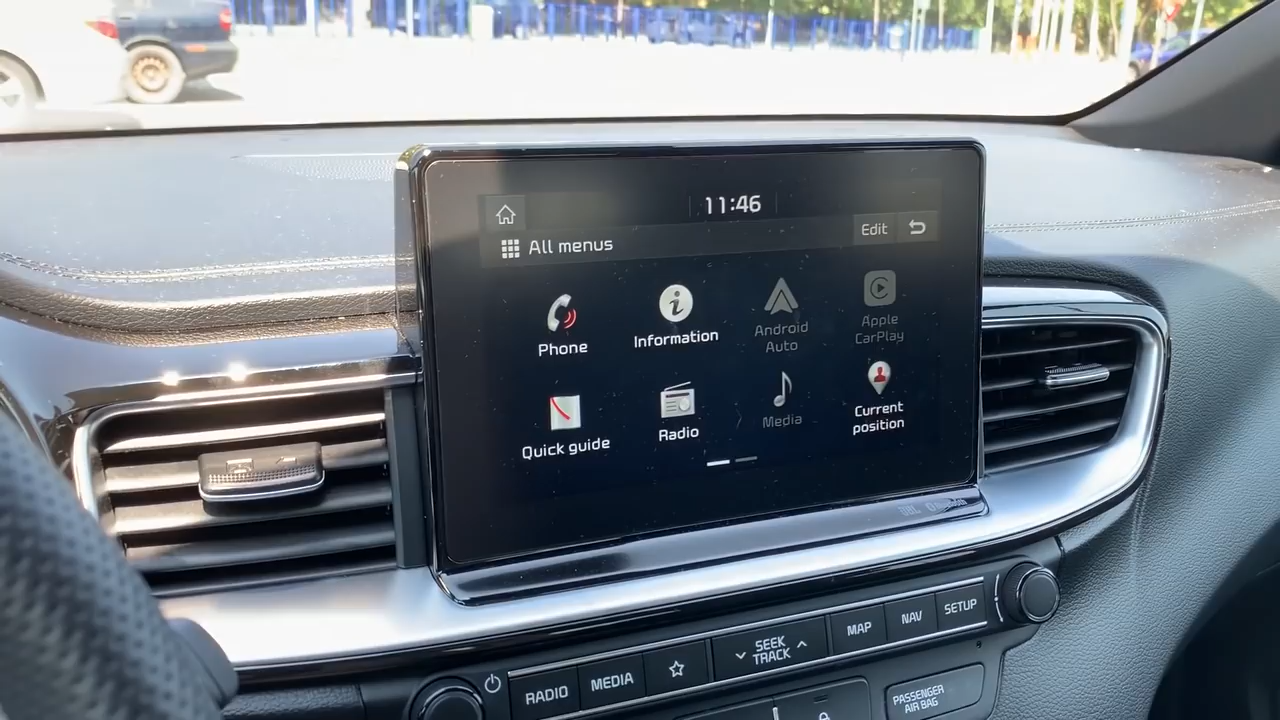 11:46
All menus
Edit
Phone
Information
Android
Auto
Apple
CarPlay
Quick guide
Radio
Media
Current
position
JBL
RADIO
MEDIA
SEEK
TRACK
MAP
NAV
SETUP
PASSENGER
AIR BAG